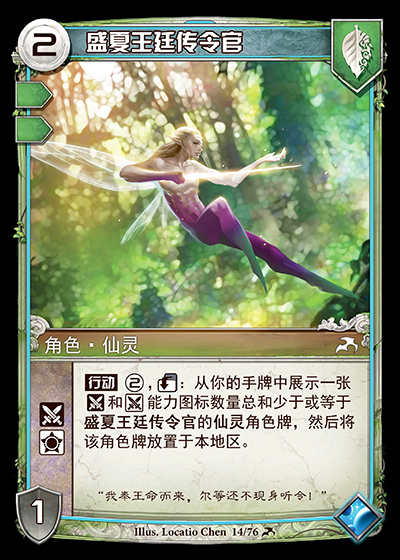 2
盛夏王廷传令官
角色·仙灵
行动 ②，：从你的手牌中展示一张
和 能力图标数量总和少于或等于
盛夏王廷传令官的仙灵角色牌，然后将
该角色牌放置于本地区。
“我奉王命而来，尔等还不现身听令！”
1
Illus. Locatio Chen 14/76